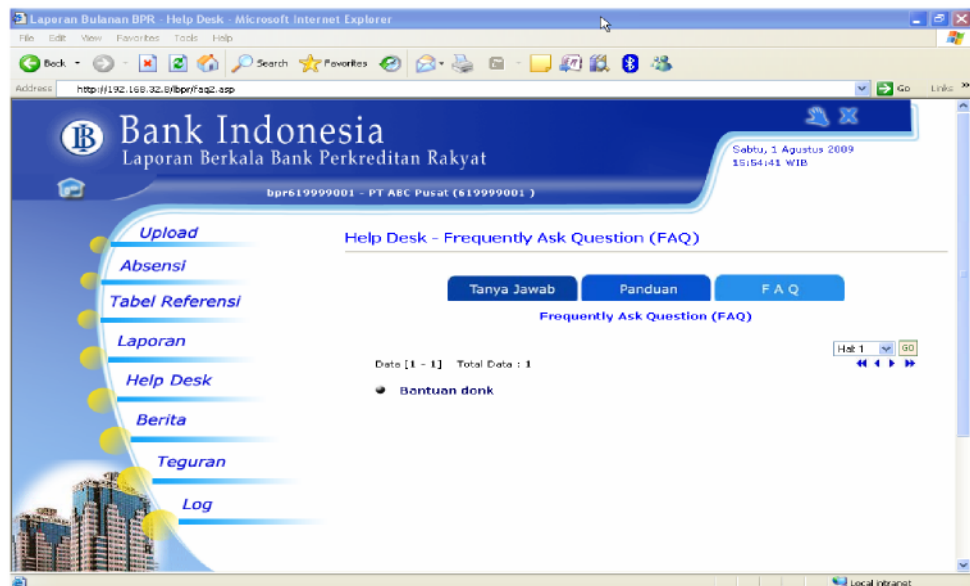 Laporan Bulanan BPR - Help Desk - Microsoft Internet Explorer
File Edit View Favorites Tools Help
Back Search Favorites
Address http://192.168.32.8/lbpr/faq2.asp Go Links »
Bank Indonesia
Laporan Berkala Bank Perkreditan Rakyat
Sabtu, 1 Agustus 2009
15:54:41 WIB
bpr619999001 - PT ABC Pusat (619999001 )
Upload
Absensi
Tabel Referensi
Laporan
Help Desk
Berita
Teguran
Log
Help Desk - Frequently Ask Question (FAQ)
Tanya Jawab Panduan F A Q
Frequently Ask Question (FAQ)
Hal: 1 GO
Data [1 - 1] Total Data : 1
Bantuan donk
Local intranet